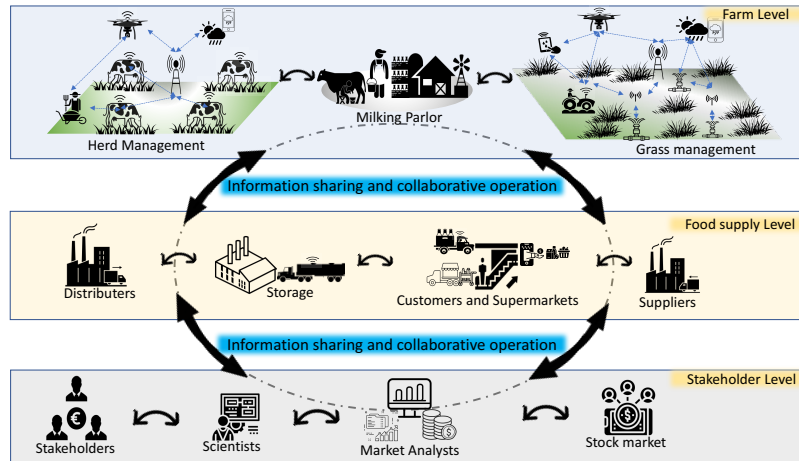 Farm Level
Milking Parlor
Herd Management
Grass management
Information sharing and collaborative operation
Food supply Level
Distributers
Storage
Customers and Supermarkets
Suppliers
Information sharing and collaborative operation
Stakeholder Level
€
$
Stakeholders
Scientists
Market Analysts
Stock market